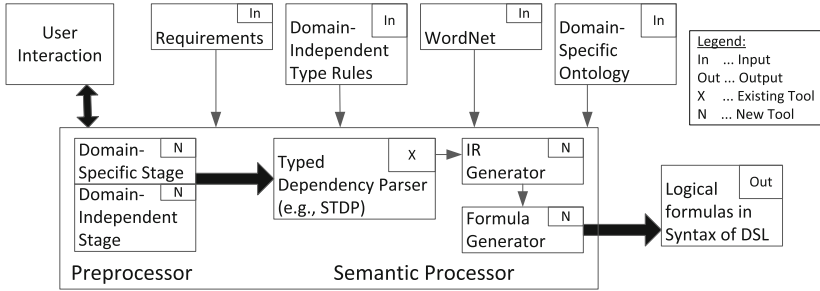 User
Interaction
In
Requirements
In
Domain-
Independent
Type Rules
In
WordNet
In
Domain-
Specific
Ontology
Legend:
In ... Input
Out ... Output
X ... Existing Tool
N ... New Tool
N
Domain-
Specific Stage
N
Domain-
Independent
Stage
X
Typed
Dependency Parser
(e.g., STDP)
N
IR
Generator
N
Formula
Generator
Out
Logical
formulas in
Syntax of DSL
Preprocessor
Semantic Processor